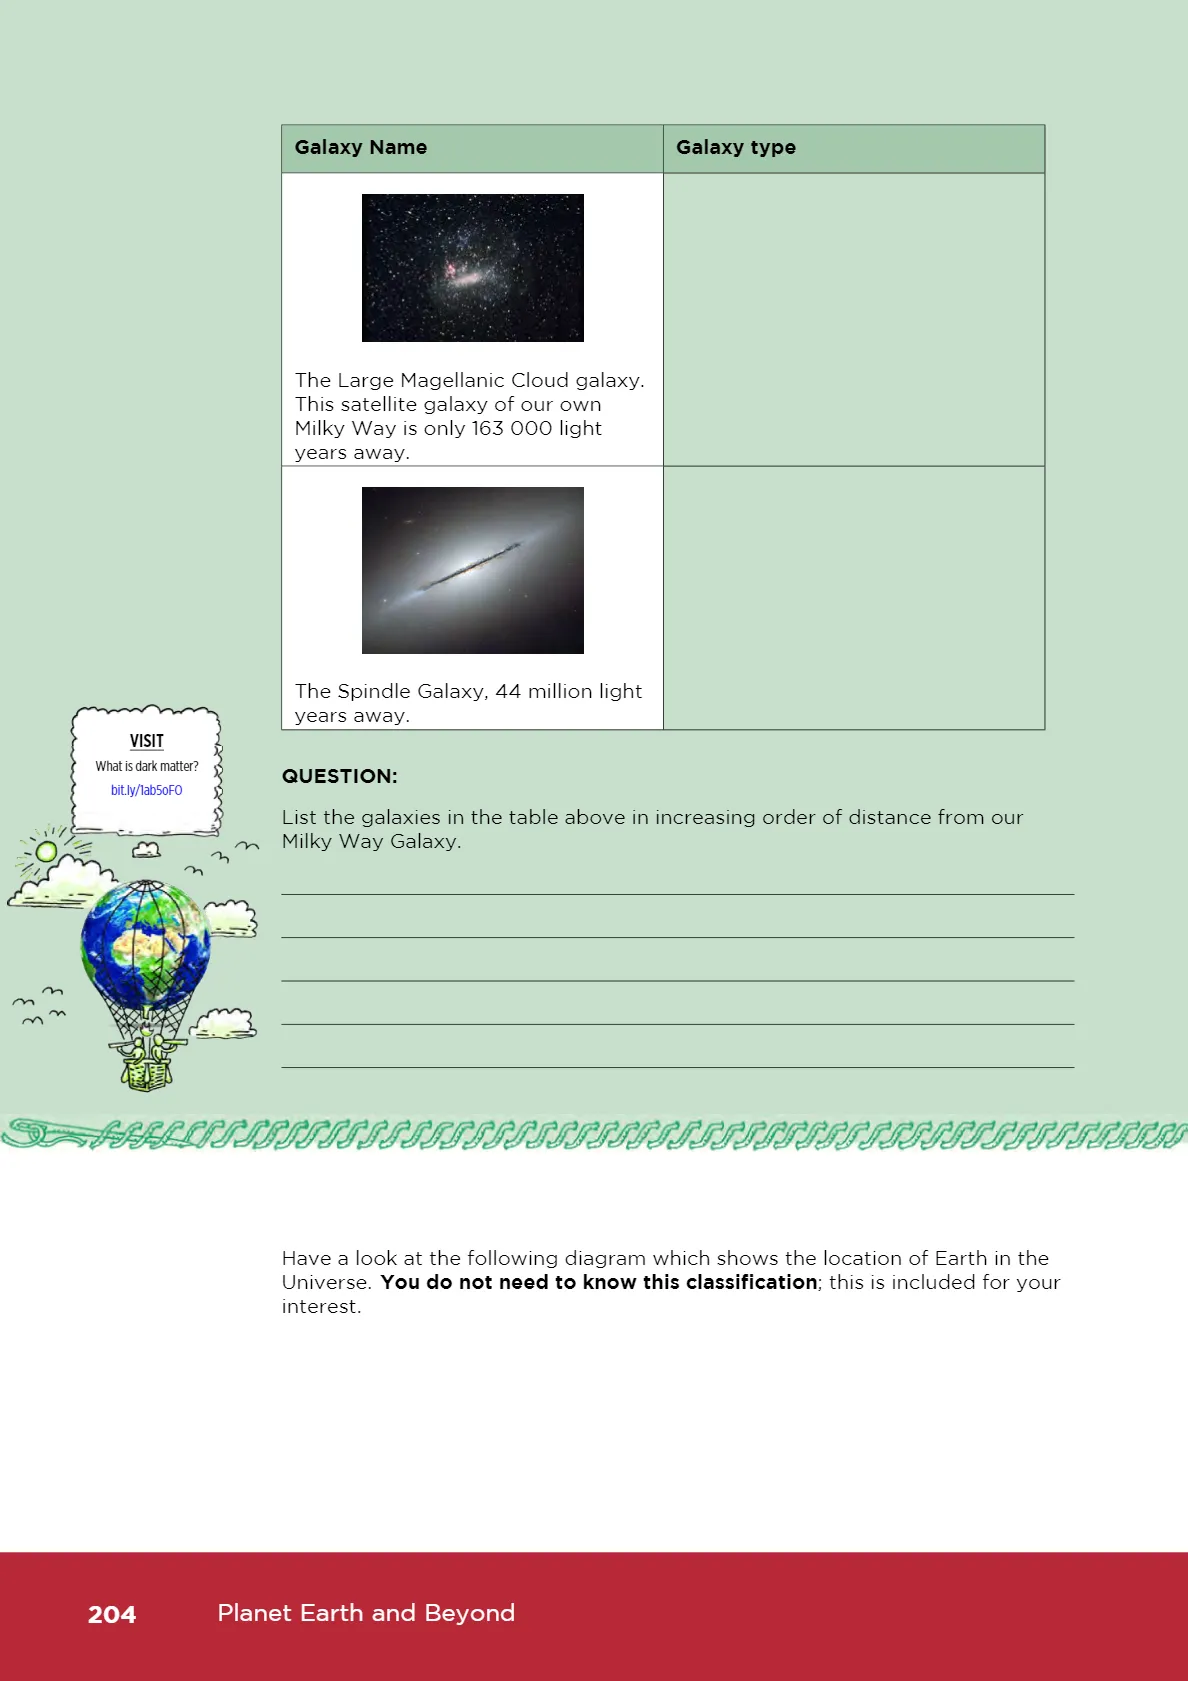 Galaxy Name
Galaxy type
The Large Magellanic Cloud galaxy.
This satellite galaxy of our own
Milky Way is only 163 000 light
years away.
The Spindle Galaxy, 44 million light
years away.
VISIT
What is dark matter?
bit.ly/1ab5oFO
QUESTION:
List the galaxies in the table above in increasing order of distance from our
Milky Way Galaxy.
Have a look at the following diagram which shows the location of Earth in the
Universe. You do not need to know this classification; this is included for your
interest.
204
Planet Earth and Beyond